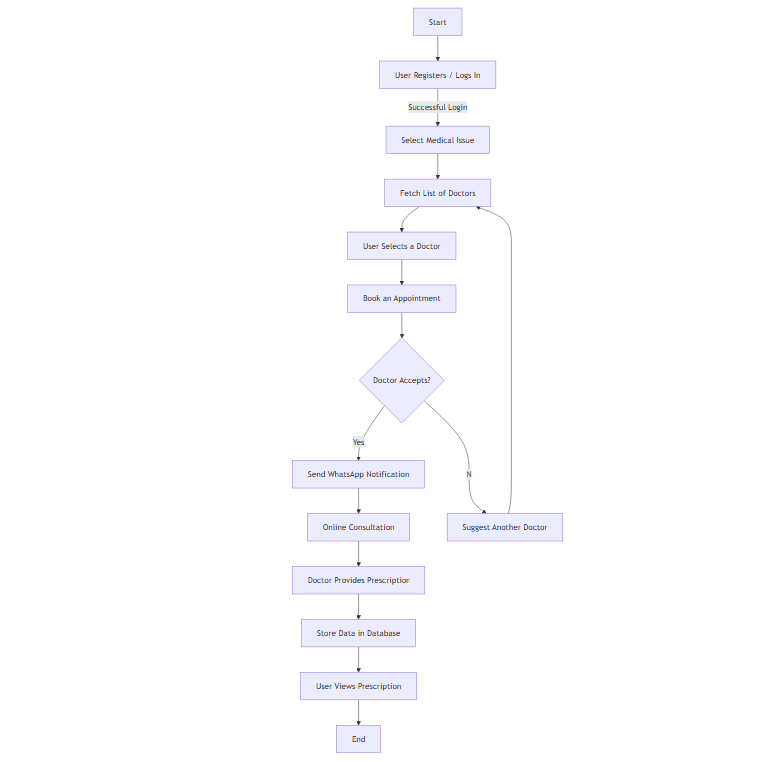 Start
User Registers / Logs In
Successful Login
Select Medical Issue
Fetch List of Doctors
User Selects a Doctor
Book an Appointment
Doctor Accepts?
Yes
Send WhatsApp Notification
N
Online Consultation
Suggest Another Doctor
Doctor Provides Prescription
Store Data in Database
User Views Prescription
End